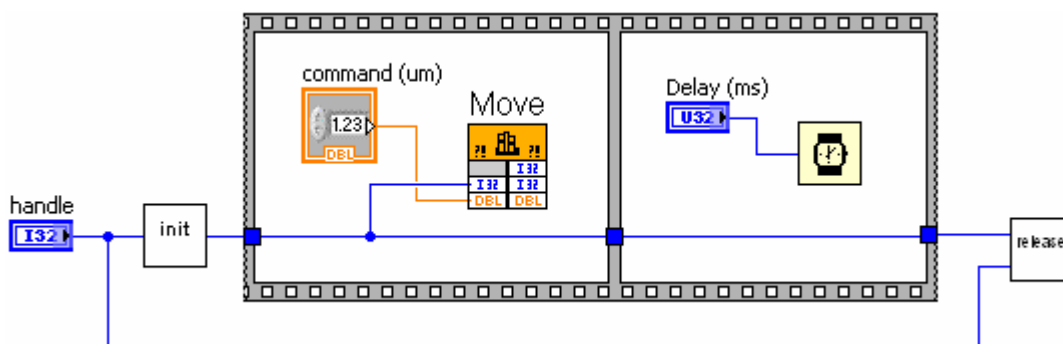 command (um)
1.23
DBL
Move
?! ?!
I32
I32 I32
DBL DBL
Delay (ms)
U32
handle
I32
init
release